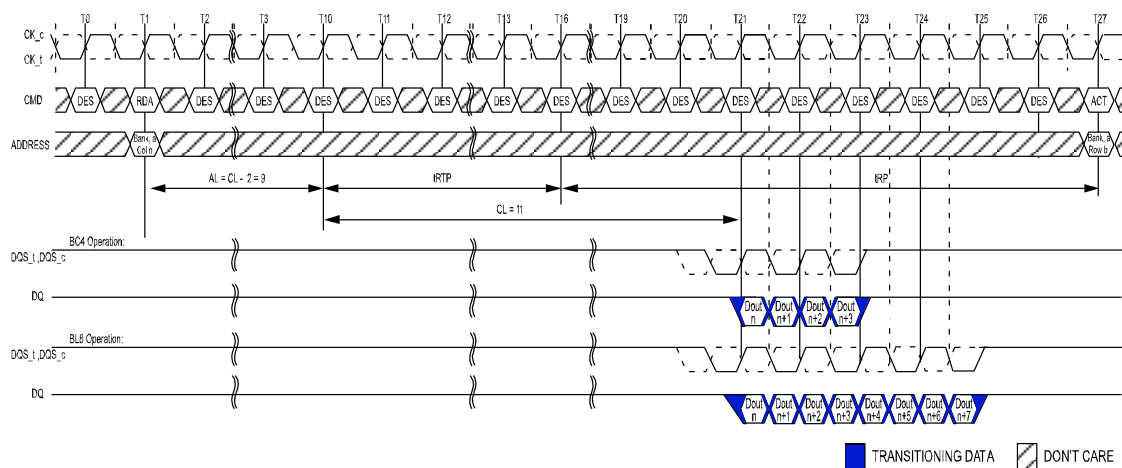 T0 T1 T2 T3 T10 T11 T12 T13 T16 T19 T20 T21 T22 T23 T24 T25 T26 T27
CK_c
CK_t
CMD DES RDA DES DES DES DES DES DES DES DES DES DES DES DES DES DES DES ACT
ADDRESS Bank, a Col n Bank, a Row b
AL = CL - 2 = 9 tRTP tRP
CL = 11
BC4 Operation:
DQS_t ,DQS_c
DQ Dout n Dout n+1 Dout n+2 Dout n+3
BL8 Operation:
DQS_t ,DQS_c
DQ Dout n Dout n+1 Dout n+2 Dout n+3 Dout n+4 Dout n+5 Dout n+6 Dout n+7
TRANSITIONING DATA DON'T CARE